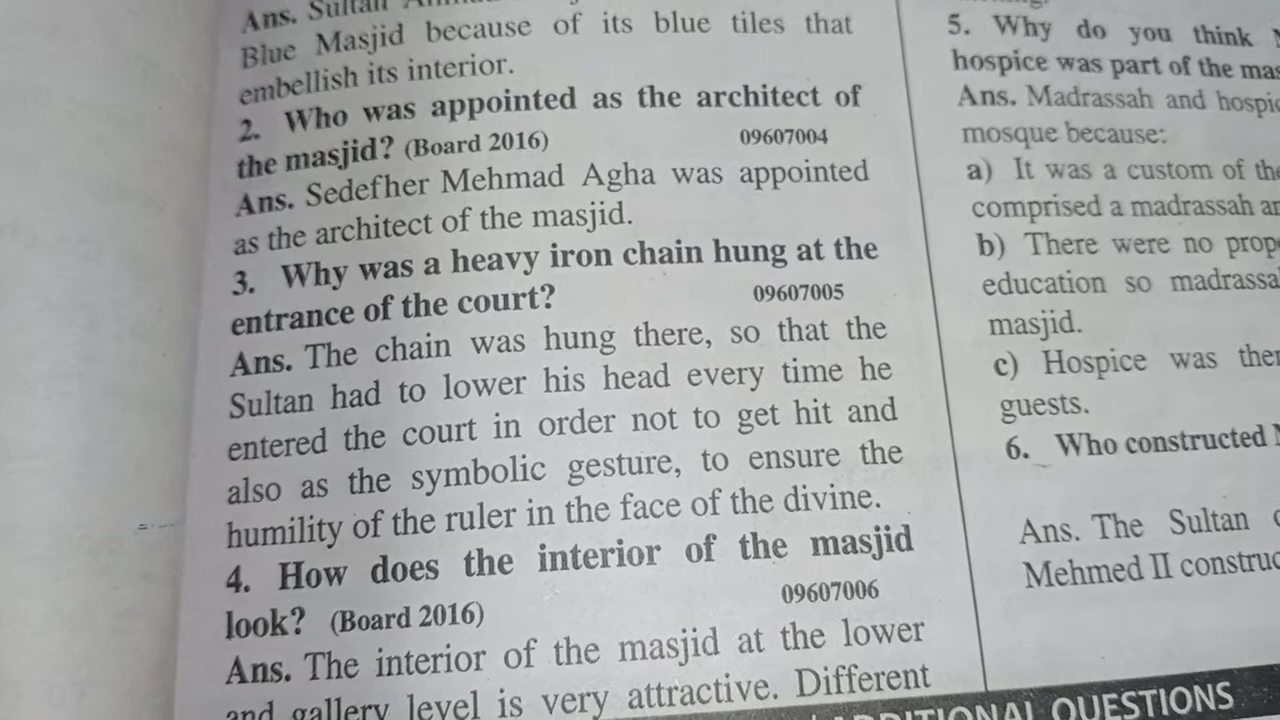 Ans. Sultan
Blue Masjid because of its blue tiles that
embellish its interior.
2. Who was appointed as the architect of
the masjid? (Board 2016) 09607004
Ans. Sedefher Mehmad Agha was appointed
as the architect of the masjid.
3. Why was a heavy iron chain hung at the
entrance of the court? 09607005
Ans. The chain was hung there, so that the
Sultan had to lower his head every time he
entered the court in order not to get hit and
also as the symbolic gesture, to ensure the
humility of the ruler in the face of the divine.
4. How does the interior of the masjid
look? (Board 2016) 09607006
Ans. The interior of the masjid at the lower
and gallery level is very attractive. Different
5. Why do you think
hospice was part of the
Ans. Madrassah and
mosque because:
a) It was a custom of
comprised a madrassah
b) There were no
education so
masjid.
c) Hospice was
guests.
6. Who constructed
Ans. The Sultan
Mehmed II
QUESTIONS